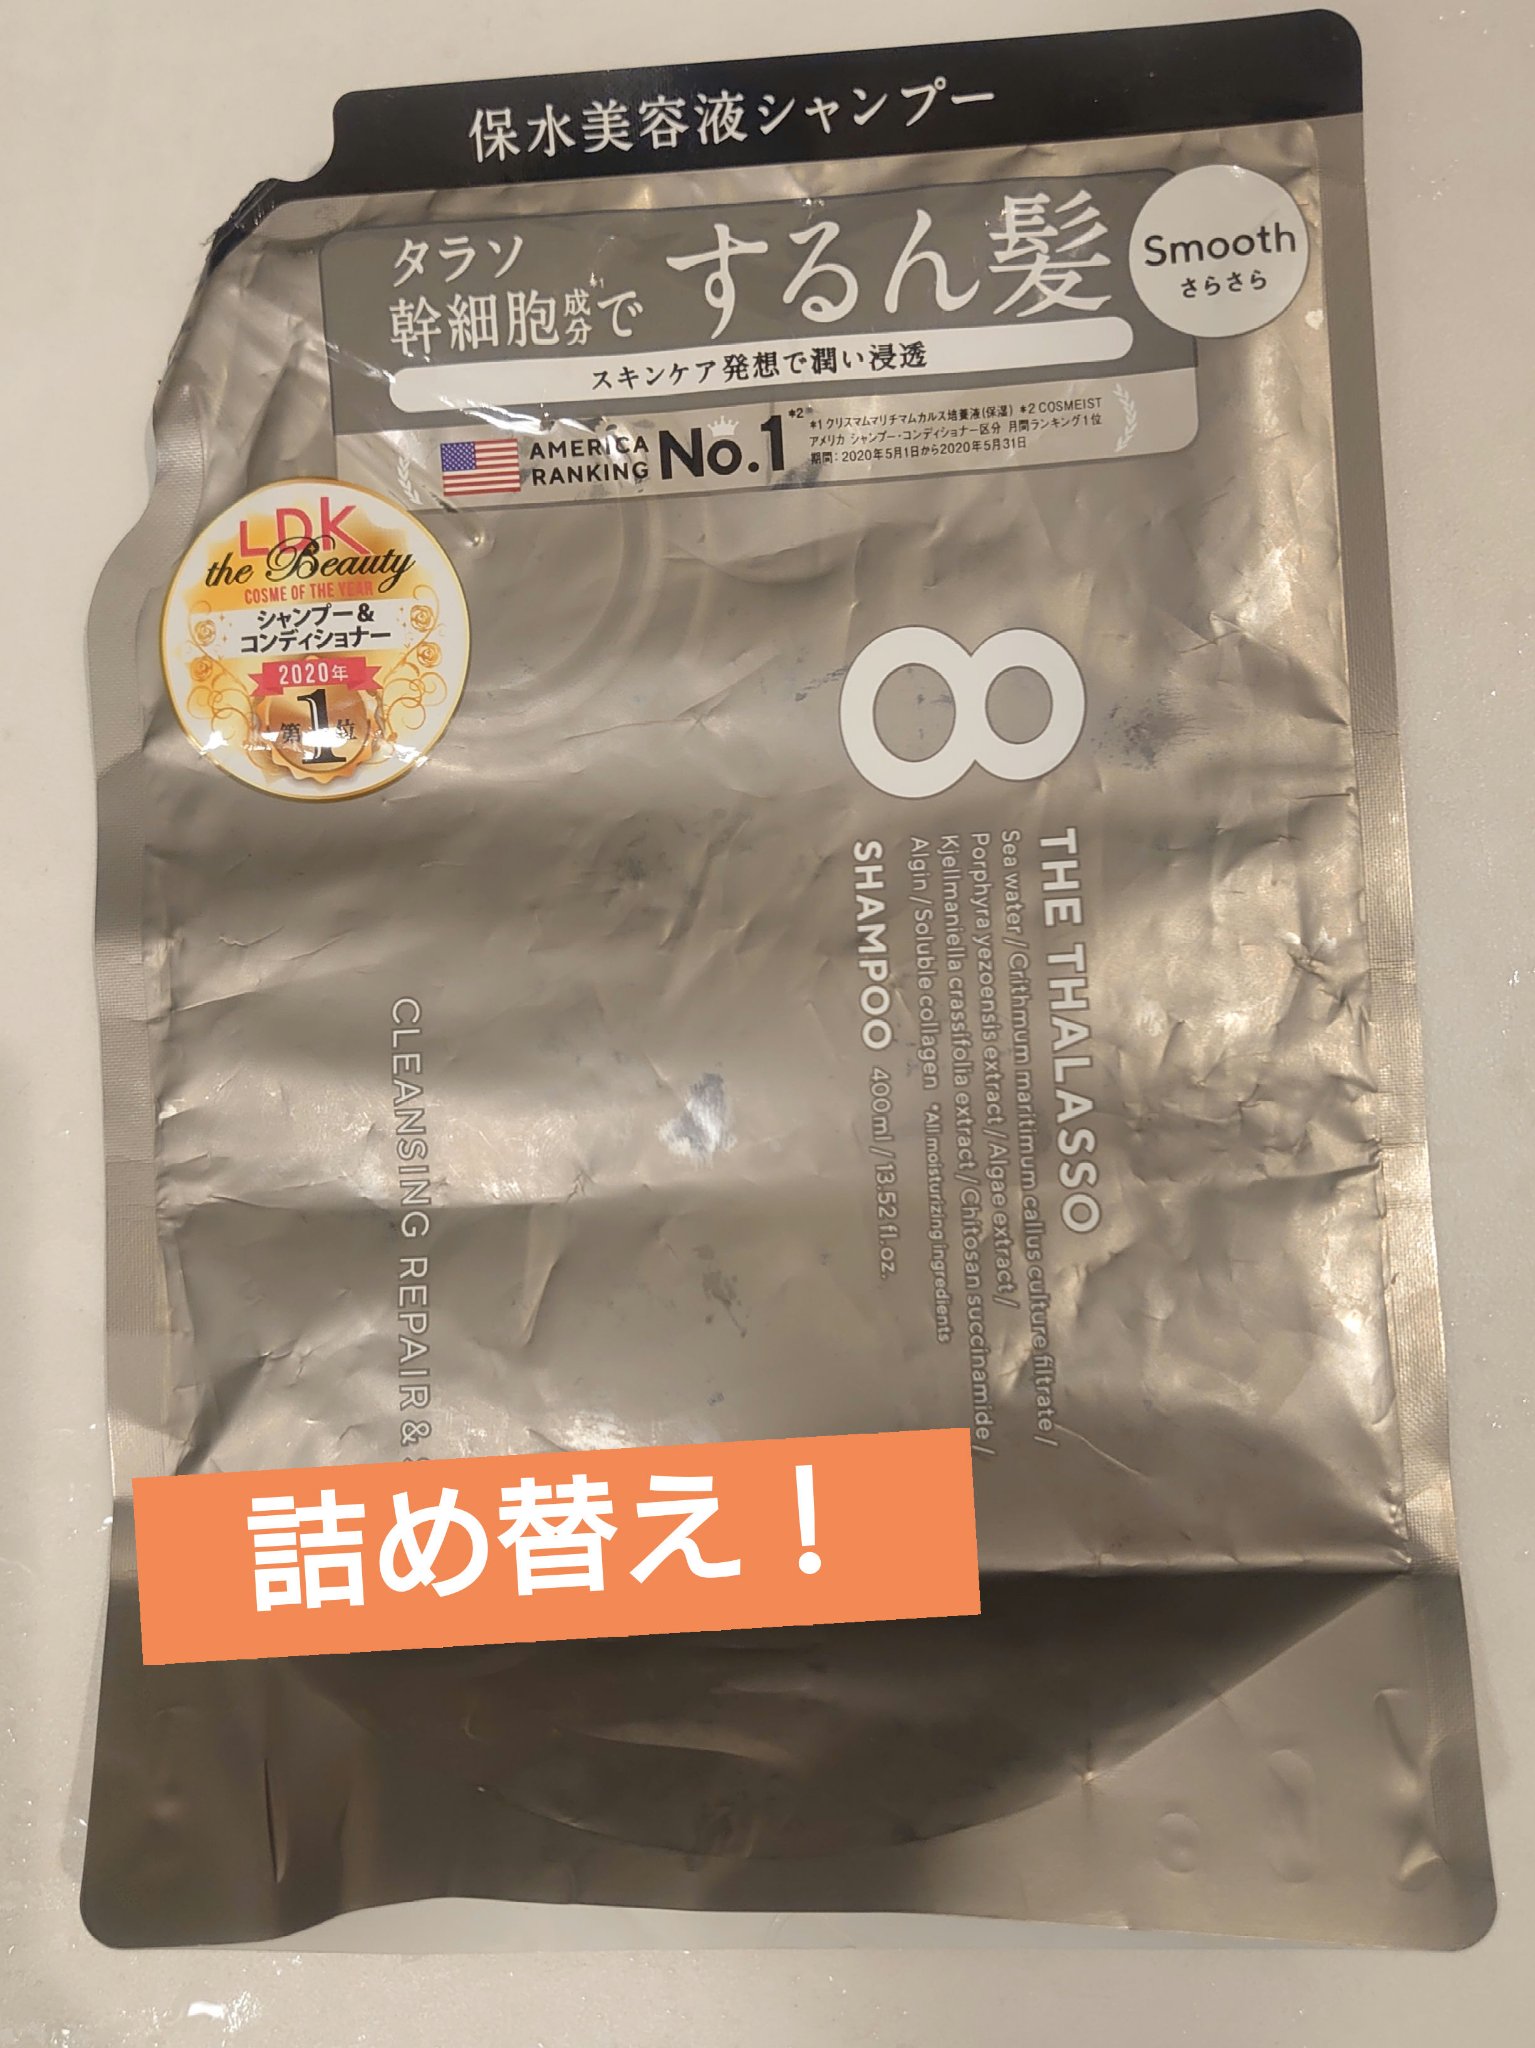 保水美容液シャンプー
タラソ
幹細胞成分*1で するん髪
Smooth
さらさら
スキンケア発想で潤い浸透
AMERICA
RANKING
No.1*2
*1 クリスマムマリチマムカルス培養液(保湿) *2 COSMEIST
アメリカ シャンプー・コンディショナー区分 月間ランキング1位
期間：2020年5月1日から2020年5月31日
LDK
the Beauty
COSME OF THE YEAR
シャンプー&
コンディショナー
2020年
第1位
8
THE THALASSO
Sea water / Crithmum maritimum callus culture filtrate /
Porphyra yezoensis extract / Algae extract /
Kjellmaniella crassifolia extract / Chitosan succinamide /
Algin / Soluble collagen *All moisturizing ingredients
SHAMPOO 400ml / 13.52 fl.oz.
CLEANSING REPAIR &
詰め替え！